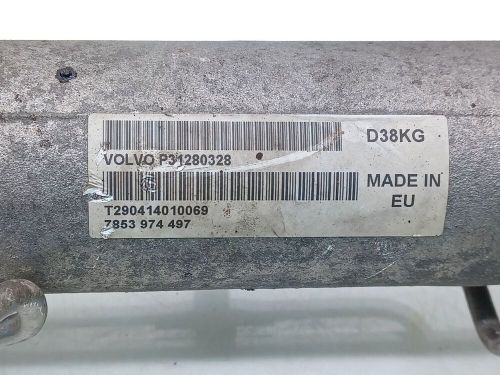 D38KG
VOLVO P31280328
MADE IN
EU
T290414010069
7853 974 497